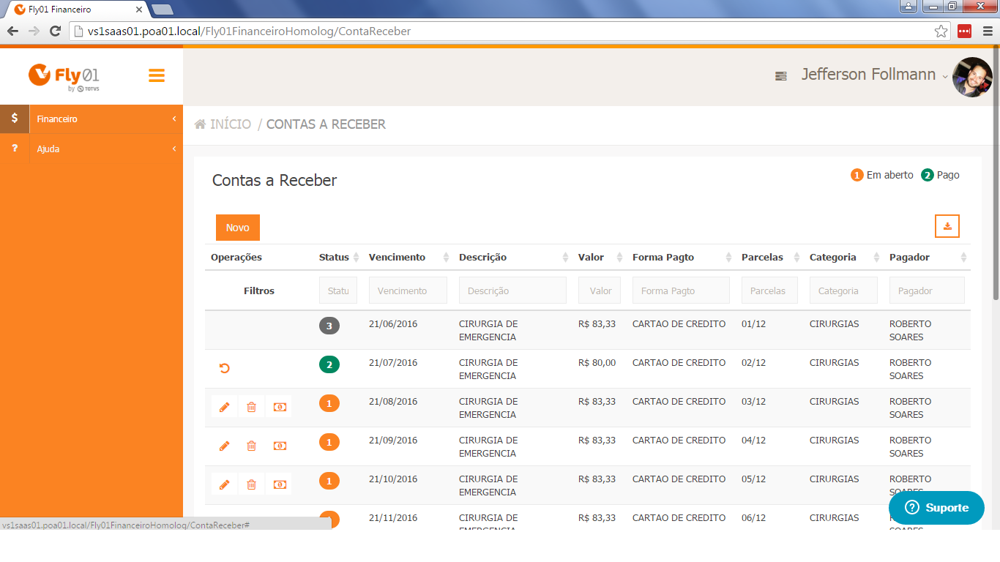 Fly01 Financeiro
vs1saas01.poa01.local/Fly01FinanceiroHomolog/ContaReceber
Fly01
by TOTVS
Jefferson Follmann
$ Financeiro
? Ajuda
INÍCIO / CONTAS A RECEBER
Contas a Receber
1 Em aberto 2 Pago
Novo
Operações Status Vencimento Descrição Valor Forma Pagto Parcelas Categoria Pagador
Filtros Statu Vencimento Descrição Valor Forma Pagto Parcelas Categoria Pagador
3 21/06/2016 CIRURGIA DE R$ 83,33 CARTAO DE CREDITO 01/12 CIRURGIAS ROBERTO
EMERGENCIA SOARES
2 21/07/2016 CIRURGIA DE R$ 80,00 CARTAO DE CREDITO 02/12 CIRURGIAS ROBERTO
EMERGENCIA SOARES
1 21/08/2016 CIRURGIA DE R$ 83,33 CARTAO DE CREDITO 03/12 CIRURGIAS ROBERTO
EMERGENCIA SOARES
1 21/09/2016 CIRURGIA DE R$ 83,33 CARTAO DE CREDITO 04/12 CIRURGIAS ROBERTO
EMERGENCIA SOARES
1 21/10/2016 CIRURGIA DE R$ 83,33 CARTAO DE CREDITO 05/12 CIRURGIAS ROBERTO
EMERGENCIA
21/11/2016 CIRURGIA DE R$ 83,33 CARTAO DE CREDITO 06/12 CIRURGIAS
EMERGENCIA
? Suporte
vs1saas01.poa01.local/Fly01FinanceiroHomolog/ContaReceber#